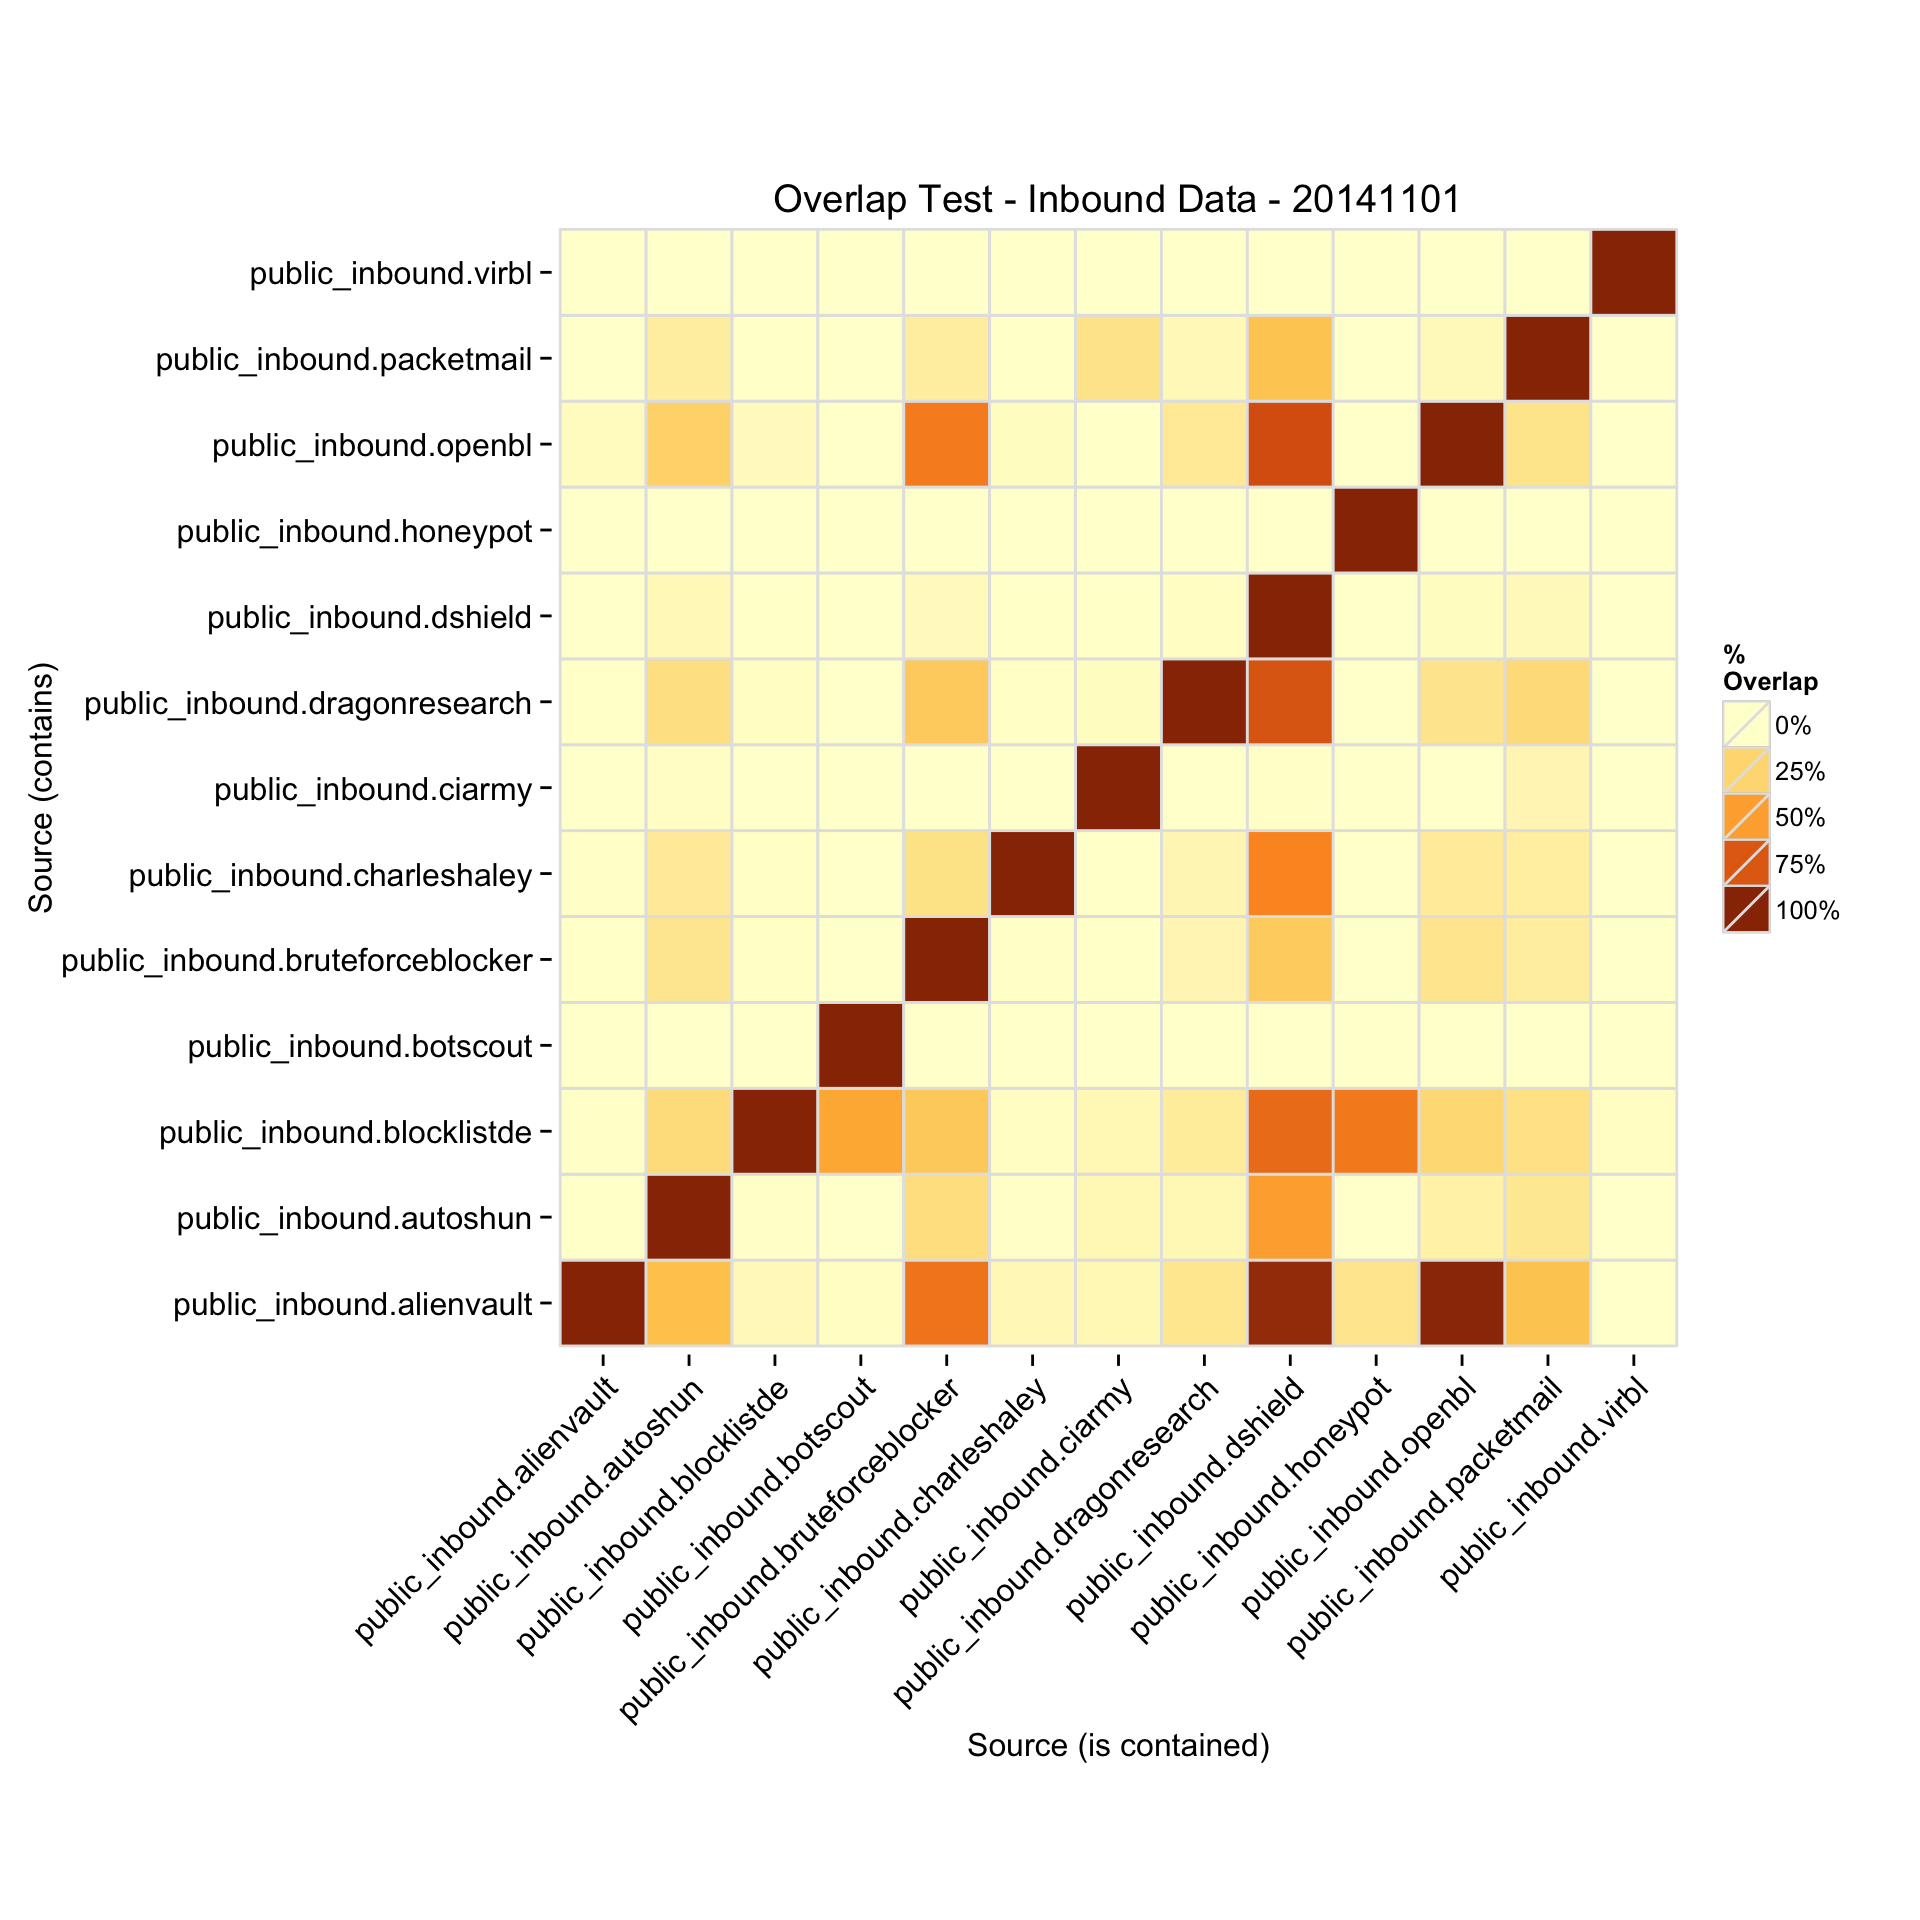 Overlap Test - Inbound Data - 20141101
Source (contains)
public_inbound.virbl
public_inbound.packetmail
public_inbound.openbl
public_inbound.honeypot
public_inbound.dshield
public_inbound.dragonresearch
public_inbound.ciarmy
public_inbound.charleshaley
public_inbound.bruteforceblocker
public_inbound.botscout
public_inbound.blocklistde
public_inbound.autoshun
public_inbound.alienvault
public_inbound.alienvault
public_inbound.autoshun
public_inbound.blocklistde
public_inbound.botscout
public_inbound.bruteforceblocker
public_inbound.charleshaley
public_inbound.ciarmy
public_inbound.dragonresearch
public_inbound.dshield
public_inbound.honeypot
public_inbound.openbl
public_inbound.packetmail
public_inbound.virbl
Source (is contained)
%
Overlap
0%
25%
50%
75%
100%